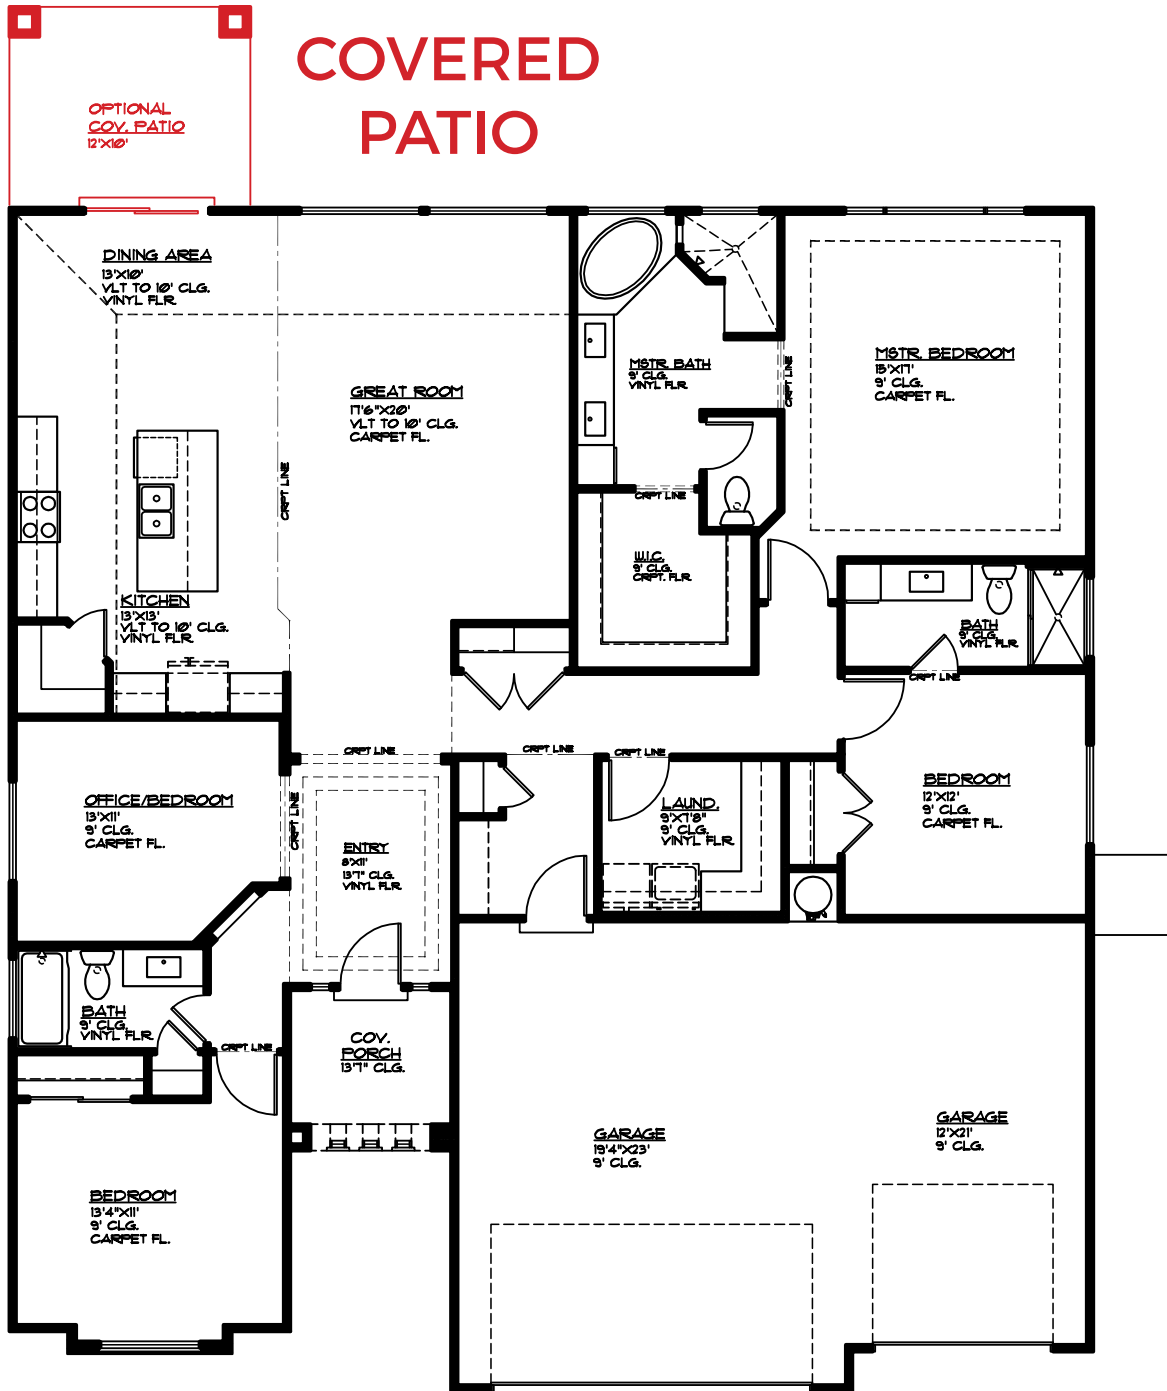 COVERED
PATIO
OPTIONAL
COV. PATIO
12'X10'
DINING AREA
13'X10'
VLT TO 10' CLG.
VINYL FLR.
GREAT ROOM
17'6"X20'
VLT TO 10' CLG.
CARPET FL.
CRPT LINE
MSTR. BATH
9' CLG.
VINYL FLR.
CRPT LINE
MSTR. BEDROOM
15'X17'
9' CLG.
CARPET FL.
CRPT LINE
W.I.C.
9' CLG.
CRPT. FLR.
KITCHEN
13'X13'
VLT TO 10' CLG.
VINYL FLR.
BATH
9' CLG.
VINYL FLR.
CRPT LINE
CRPT LINE
CRPT LINE
CRPT LINE
OFFICE/BEDROOM
13'X11'
9' CLG.
CARPET FL.
CRPT LINE
ENTRY
8'X11'
13'7" CLG.
VINYL FLR.
LAUND.
9'X7'8"
9' CLG.
VINYL FLR.
BEDROOM
12'X12'
9' CLG.
CARPET FL.
BATH
9' CLG.
VINYL FLR.
CRPT LINE
COV.
PORCH
13'7" CLG.
BEDROOM
13'4"X11'
9' CLG.
CARPET FL.
GARAGE
19'4"X23'
9' CLG.
GARAGE
12'X21'
9' CLG.